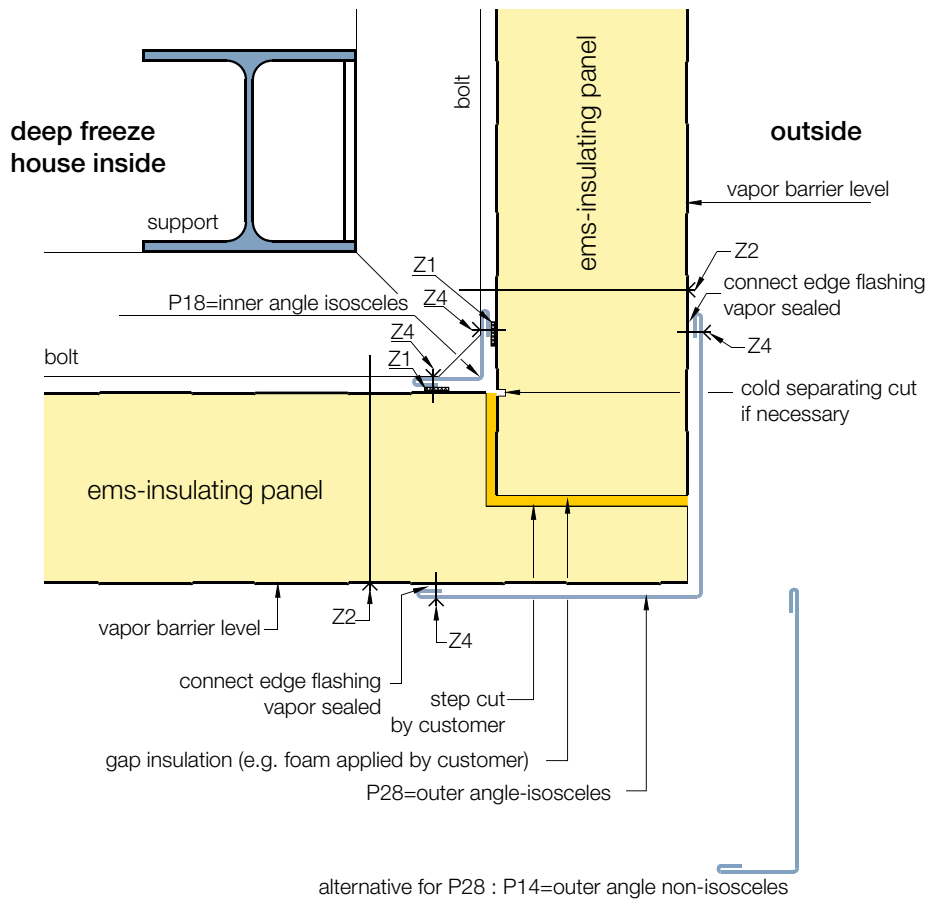 deep freeze
house inside
support
bolt
ems-insulating panel
outside
vapor barrier level
Z2
connect edge flashing
vapor sealed
Z4
Z1
P18=inner angle isosceles
Z4
Z4
bolt
Z1
cold separating cut
if necessary
ems-insulating panel
vapor barrier level
Z2
Z4
connect edge flashing
vapor sealed
step cut
by customer
gap insulation (e.g. foam applied by customer)
P28=outer angle-isosceles
alternative for P28 : P14=outer angle non-isosceles